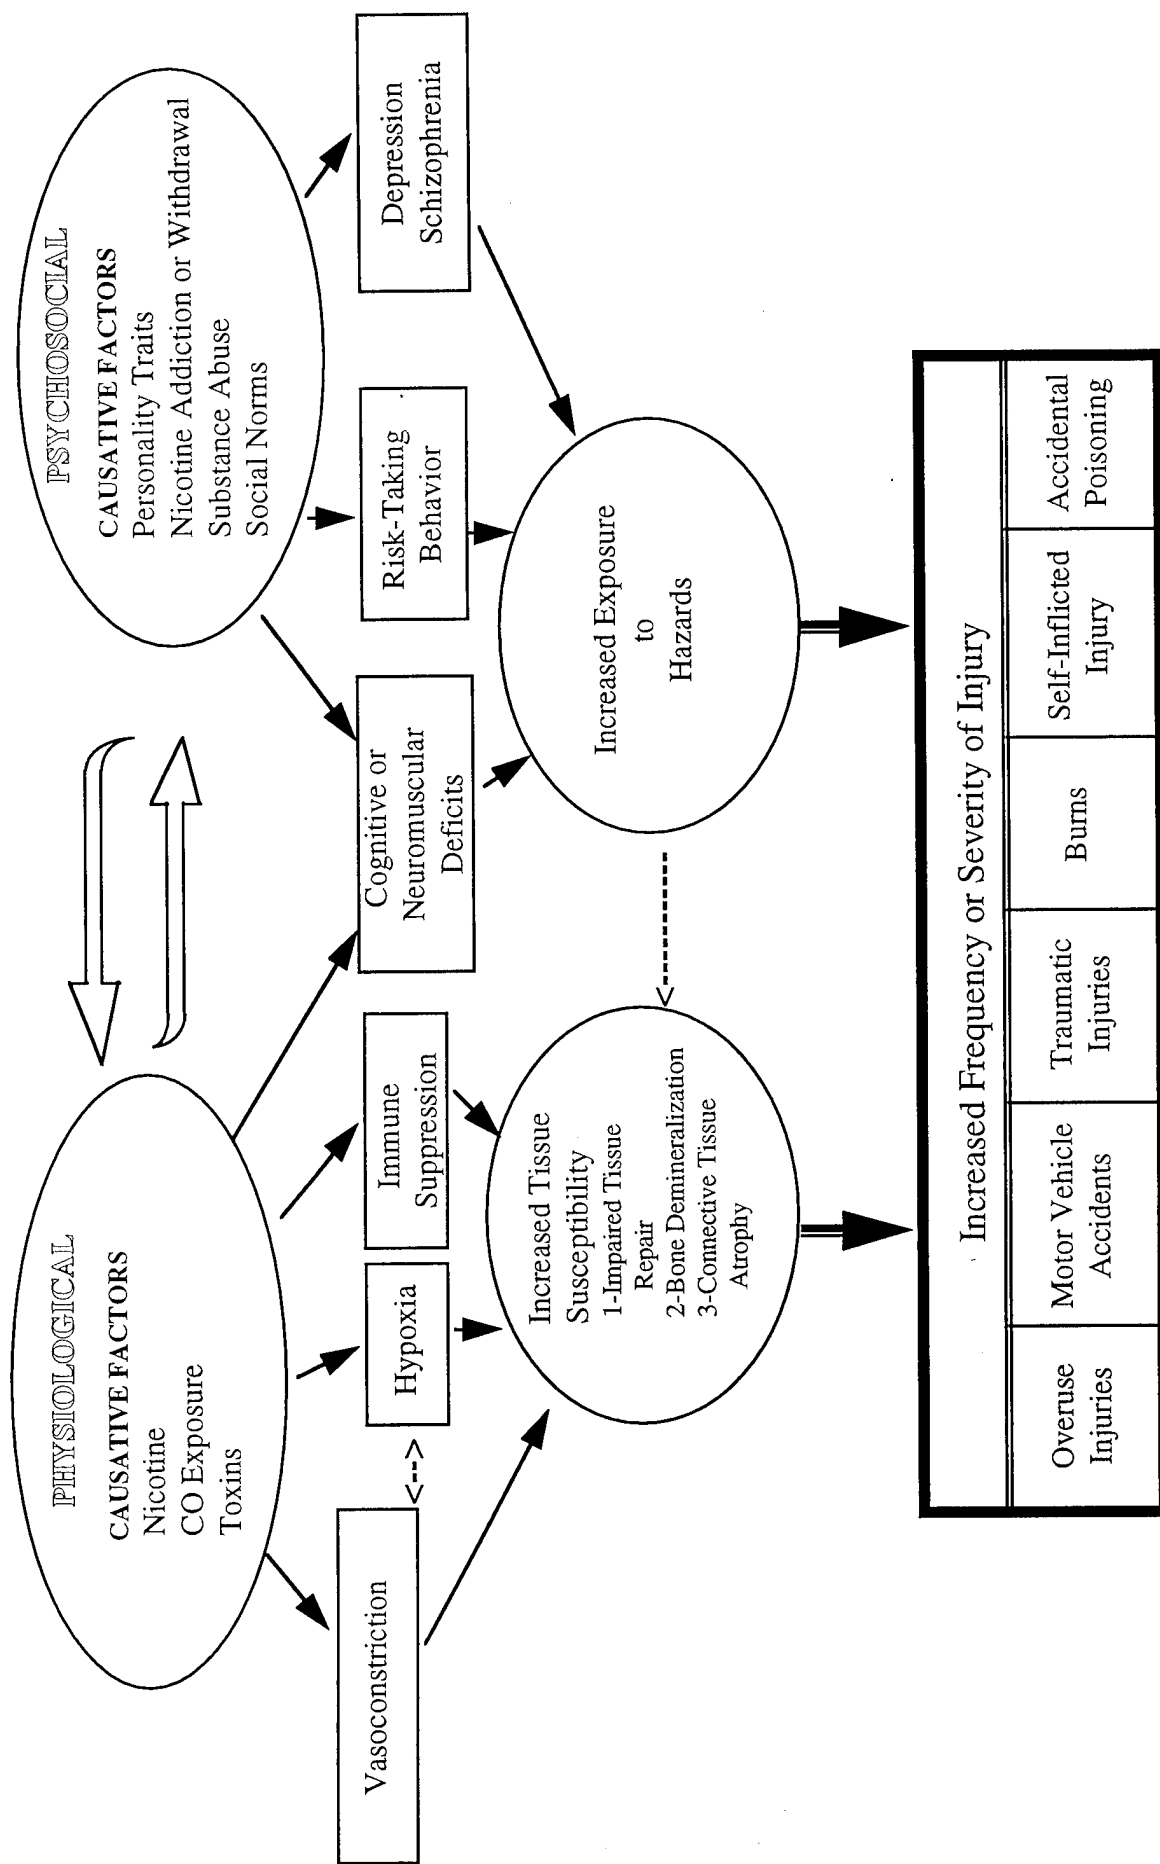 PHYSIOLOGICAL
CAUSATIVE FACTORS
Nicotine
CO Exposure
Toxins
PSYCHOSOCIAL
CAUSATIVE FACTORS
Personality Traits
Nicotine Addiction or Withdrawal
Substance Abuse
Social Norms
Vasoconstriction
Hypoxia
Immune
Suppression
Cognitive or
Neuromuscular
Deficits
Risk-Taking
Behavior
Depression
Schizophrenia
Increased Tissue
Susceptibility
1-Impaired Tissue
Repair
2-Bone Demineralization
3-Connective Tissue
Atrophy
Increased Exposure
to
Hazards
Increased Frequency or Severity of Injury
Overuse
Injuries
Motor Vehicle
Accidents
Traumatic
Injuries
Burns
Self-Inflicted
Injury
Accidental
Poisoning